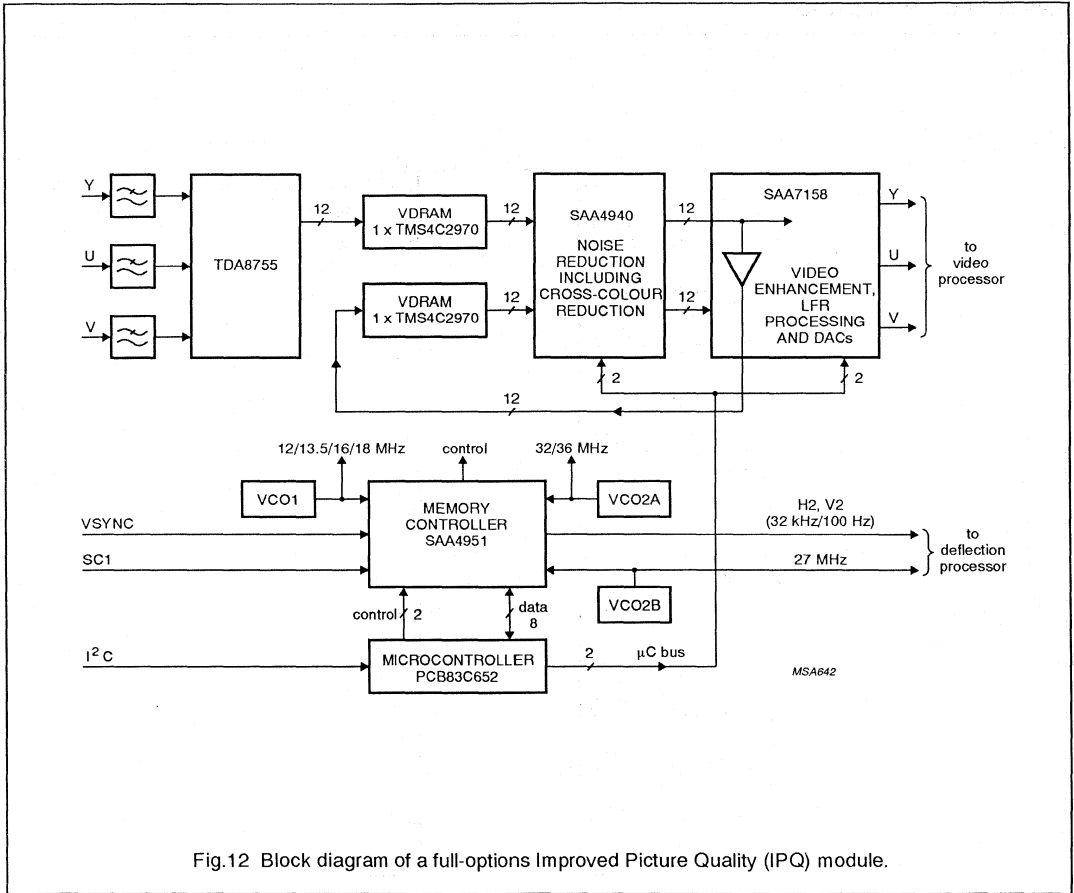 Y
U
V
TDA8755
12
VDRAM
1 x TMS4C2970
12
VDRAM
1 x TMS4C2970
12
SAA4940
NOISE
REDUCTION
INCLUDING
CROSS-COLOUR
REDUCTION
12
12
SAA7158
VIDEO
ENHANCEMENT,
LFR
PROCESSING
AND DACs
Y
U
V
to
video
processor
2
2
12
12/13.5/16/18 MHz
control
32/36 MHz
VCO1
MEMORY
CONTROLLER
SAA4951
VCO2A
VSYNC
SC1
H2, V2
(32 kHz/100 Hz)
27 MHz
to
deflection
processor
VCO2B
control
2
data
8
I²C
MICROCONTROLLER
PCB83C652
2
µC bus
MSA642
Fig.12 Block diagram of a full-options Improved Picture Quality (IPQ) module.